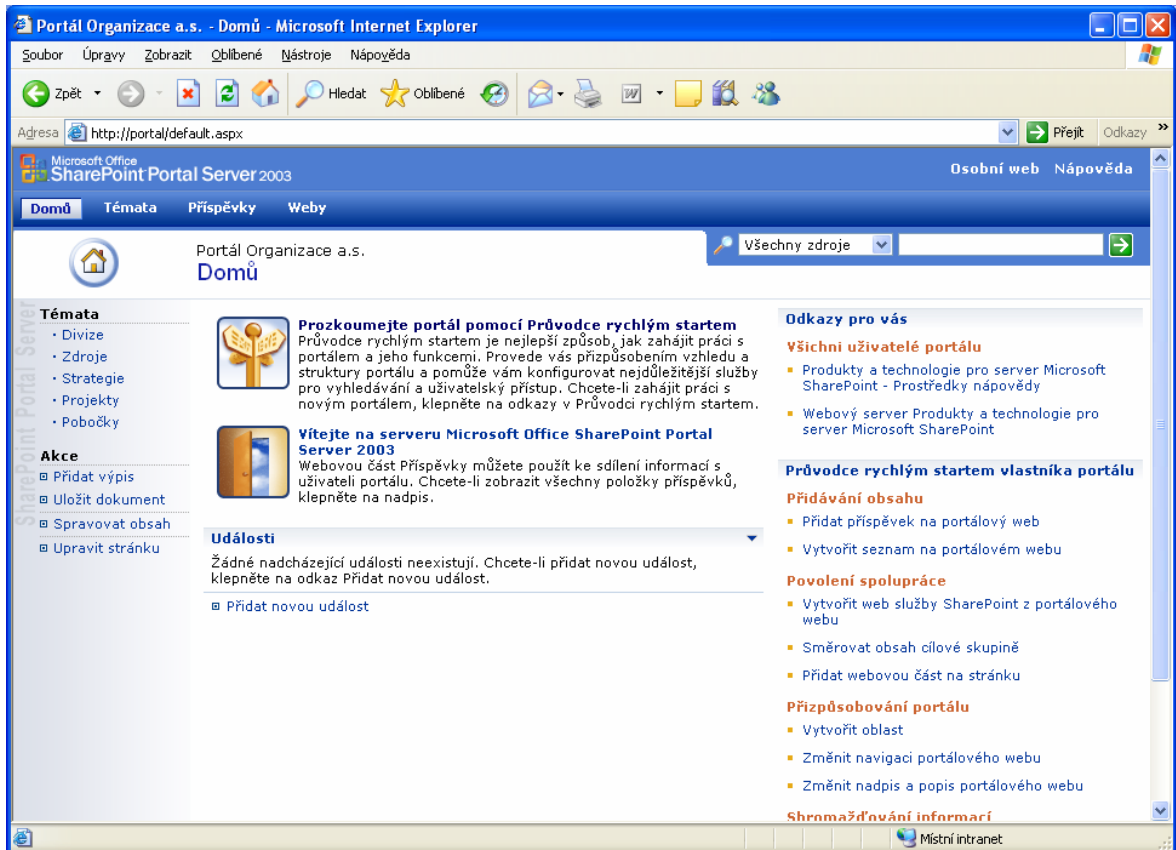 Portál Organizace a.s. - Domů - Microsoft Internet Explorer
Soubor Úpravy Zobrazit Oblíbené Nástroje Nápověda
Zpět Hledat Oblíbené
Adresa http://portal/default.aspx Přejít Odkazy »
Microsoft Office
SharePoint Portal Server 2003
Osobní web Nápověda
Domů Témata Příspěvky Weby
Všechny zdroje
Portál Organizace a.s.
Domů
SharePoint Portal Server
Témata
Divize
Zdroje
Strategie
Projekty
Pobočky
Akce
Přidat výpis
Uložit dokument
Spravovat obsah
Upravit stránku
Prozkoumejte portál pomocí Průvodce rychlým startem
Průvodce rychlým startem je nejlepší způsob, jak zahájit práci s
portálem a jeho funkcemi. Provede vás přizpůsobením vzhledu a
struktury portálu a pomůže vám konfigurovat nejdůležitější služby
pro vyhledávání a uživatelský přístup. Chcete-li zahájit práci s
novým portálem, klepněte na odkazy v Průvodci rychlým startem.
Vítejte na serveru Microsoft Office SharePoint Portal
Server 2003
Webovou část Příspěvky můžete použít ke sdílení informací s
uživateli portálu. Chcete-li zobrazit všechny položky příspěvků,
klepněte na nadpis.
Události
Žádné nadcházející události neexistují. Chcete-li přidat novou událost,
klepněte na odkaz Přidat novou událost.
Přidat novou událost
Odkazy pro vás
Všichni uživatelé portálu
Produkty a technologie pro server Microsoft
SharePoint - Prostředky nápovědy
Webový server Produkty a technologie pro
server Microsoft SharePoint
Průvodce rychlým startem vlastníka portálu
Přidávání obsahu
Přidat příspěvek na portálový web
Vytvořit seznam na portálovém webu
Povolení spolupráce
Vytvořit web služby SharePoint z portálového
webu
Směrovat obsah cílové skupině
Přidat webovou část na stránku
Přizpůsobování portálu
Vytvořit oblast
Změnit navigaci portálového webu
Změnit nadpis a popis portálového webu
Shromažďování informací
Místní intranet